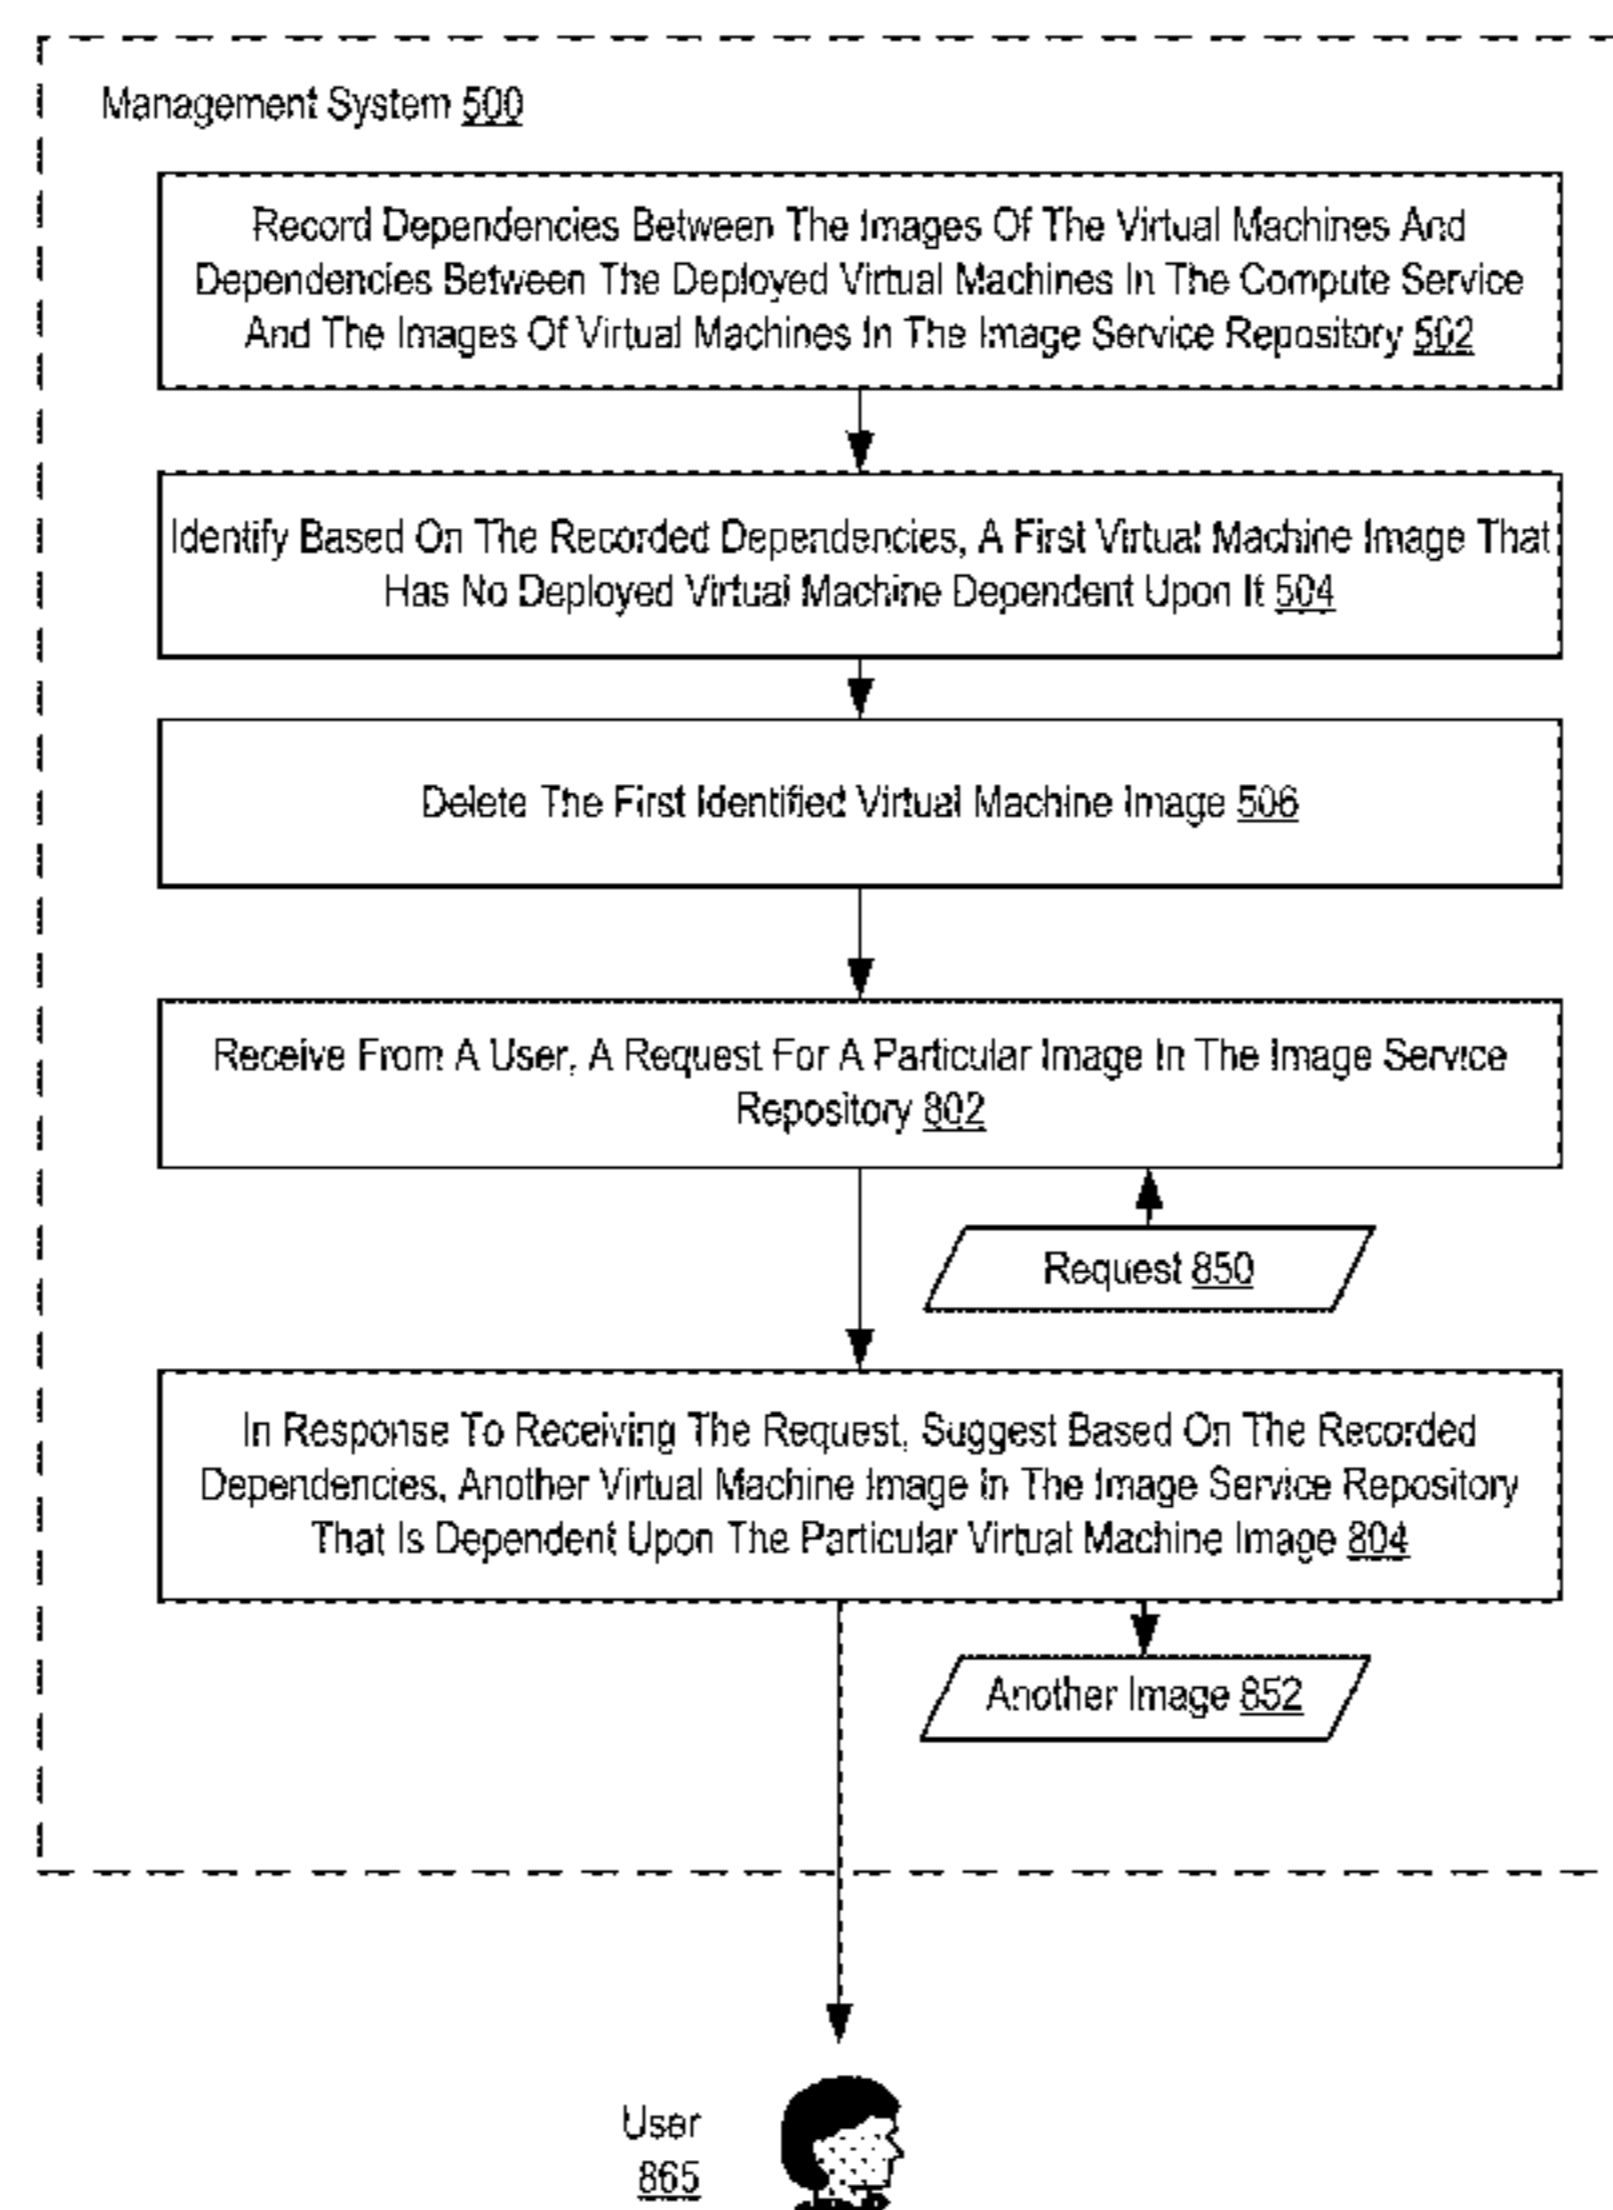 Management System 500
Record Dependencies Between The Images Of The Virtual Machines And
Dependencies Between The Deployed Virtual Machines In The Compute Service
And The Images Of Virtual Machines In The Image Service Repository 502
Identify Based On The Recorded Dependencies, A First Virtual Machine Image That
Has No Deployed Virtual Machine Dependent Upon It 504
Delete The First Identified Virtual Machine Image 506
Receive From A User, A Request For A Particular Image In The Image Service
Repository 802
Request 850
In Response To Receiving The Request, Suggest Based On The Recorded
Dependencies, Another Virtual Machine Image In The Image Service Repository
That Is Dependent Upon The Particular Virtual Machine Image 804
Another Image 852
User
865